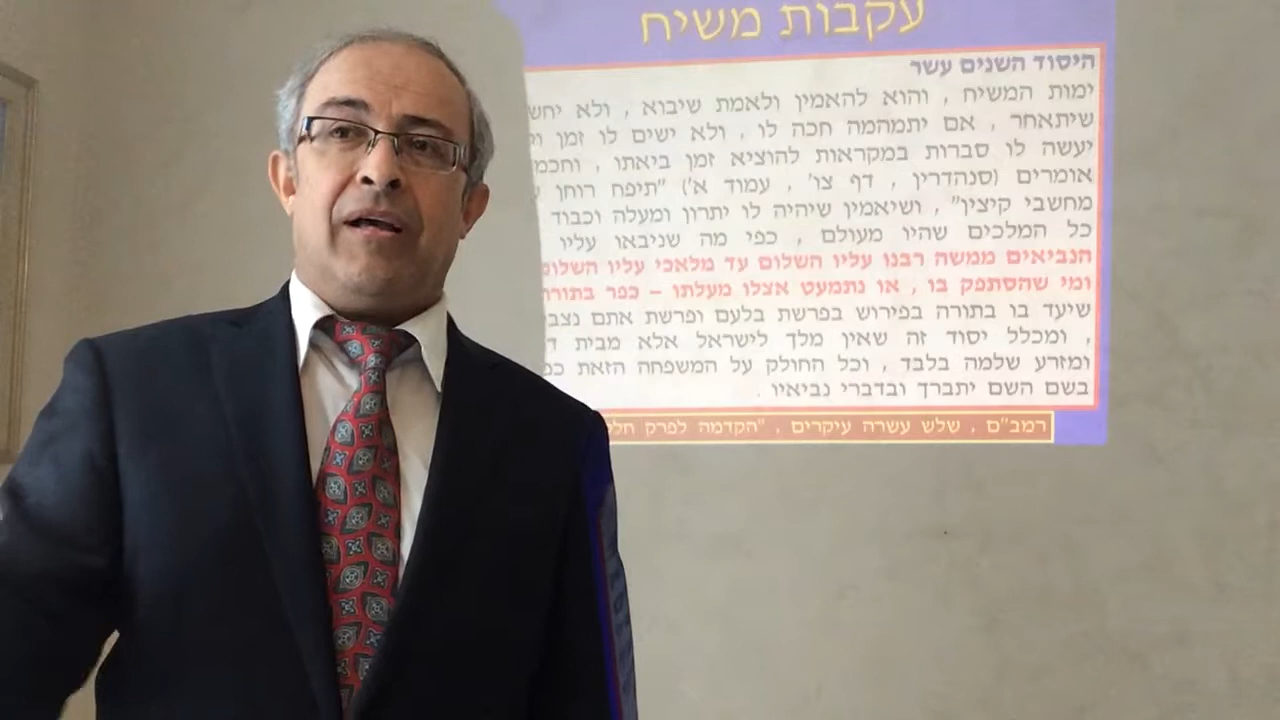 עקבות משיח
היסוד השנים עשר
ימות המשיח , והוא להאמין ולאמת שיבוא , ולא יחש
שיתאחר , אם יתמהמה חכה לו , ולא ישים לו זמן
יעשה לו סברות במקראות להוציא זמן ביאתו , וחכמ
אומרים (סנהדרין , דף צו' , עמוד א') "תיפח רוחן
מחשבי קיצין" , ושיאמין שיהיה לו יתרון ומעלה וכבוד
כל המלכים שהיו מעולם , כפי מה שניבאו עליו
הנביאים ממשה רבנו עליו השלום עד מלאכי עליו השלום
ומי שהסתפק בו , או נתמעט אצלו מעלתו – כפר בתורה
שיעד בו בתורה בפירוש בפרשת בלעם ופרשת אתם נצב
, ומכלל יסוד זה שאין מלך לישראל אלא מבית ד
ומזרע שלמה בלבד , וכל החולק על המשפחה הזאת כפ
בשם השם יתברך ובדברי נביאיו .
רמב"ם , שלש עשרה עיקרים , "הקדמה לפרק חלק